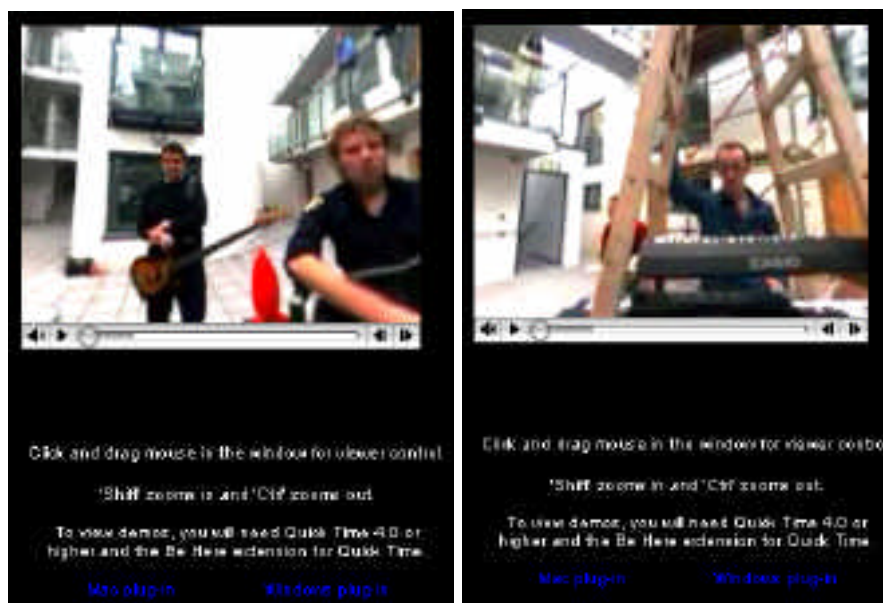 CASIO
Click and drag mouse in the window for viewer control.
'Shift' zooms in and 'Ctrl' zooms out.
To view demos, you will need Quick Time 4.0 or
higher and the Be Here extension for Quick Time.
Mac plug-in Windows plug-in
Click and drag mouse in the window for viewer contro
'Shift' zooms in and 'Ctrl' zooms out.
To view demos, you will need Quick Time 4.0 or
higher and the Be Here extension for Quick Time.
Mac plug-in Windows plug-in